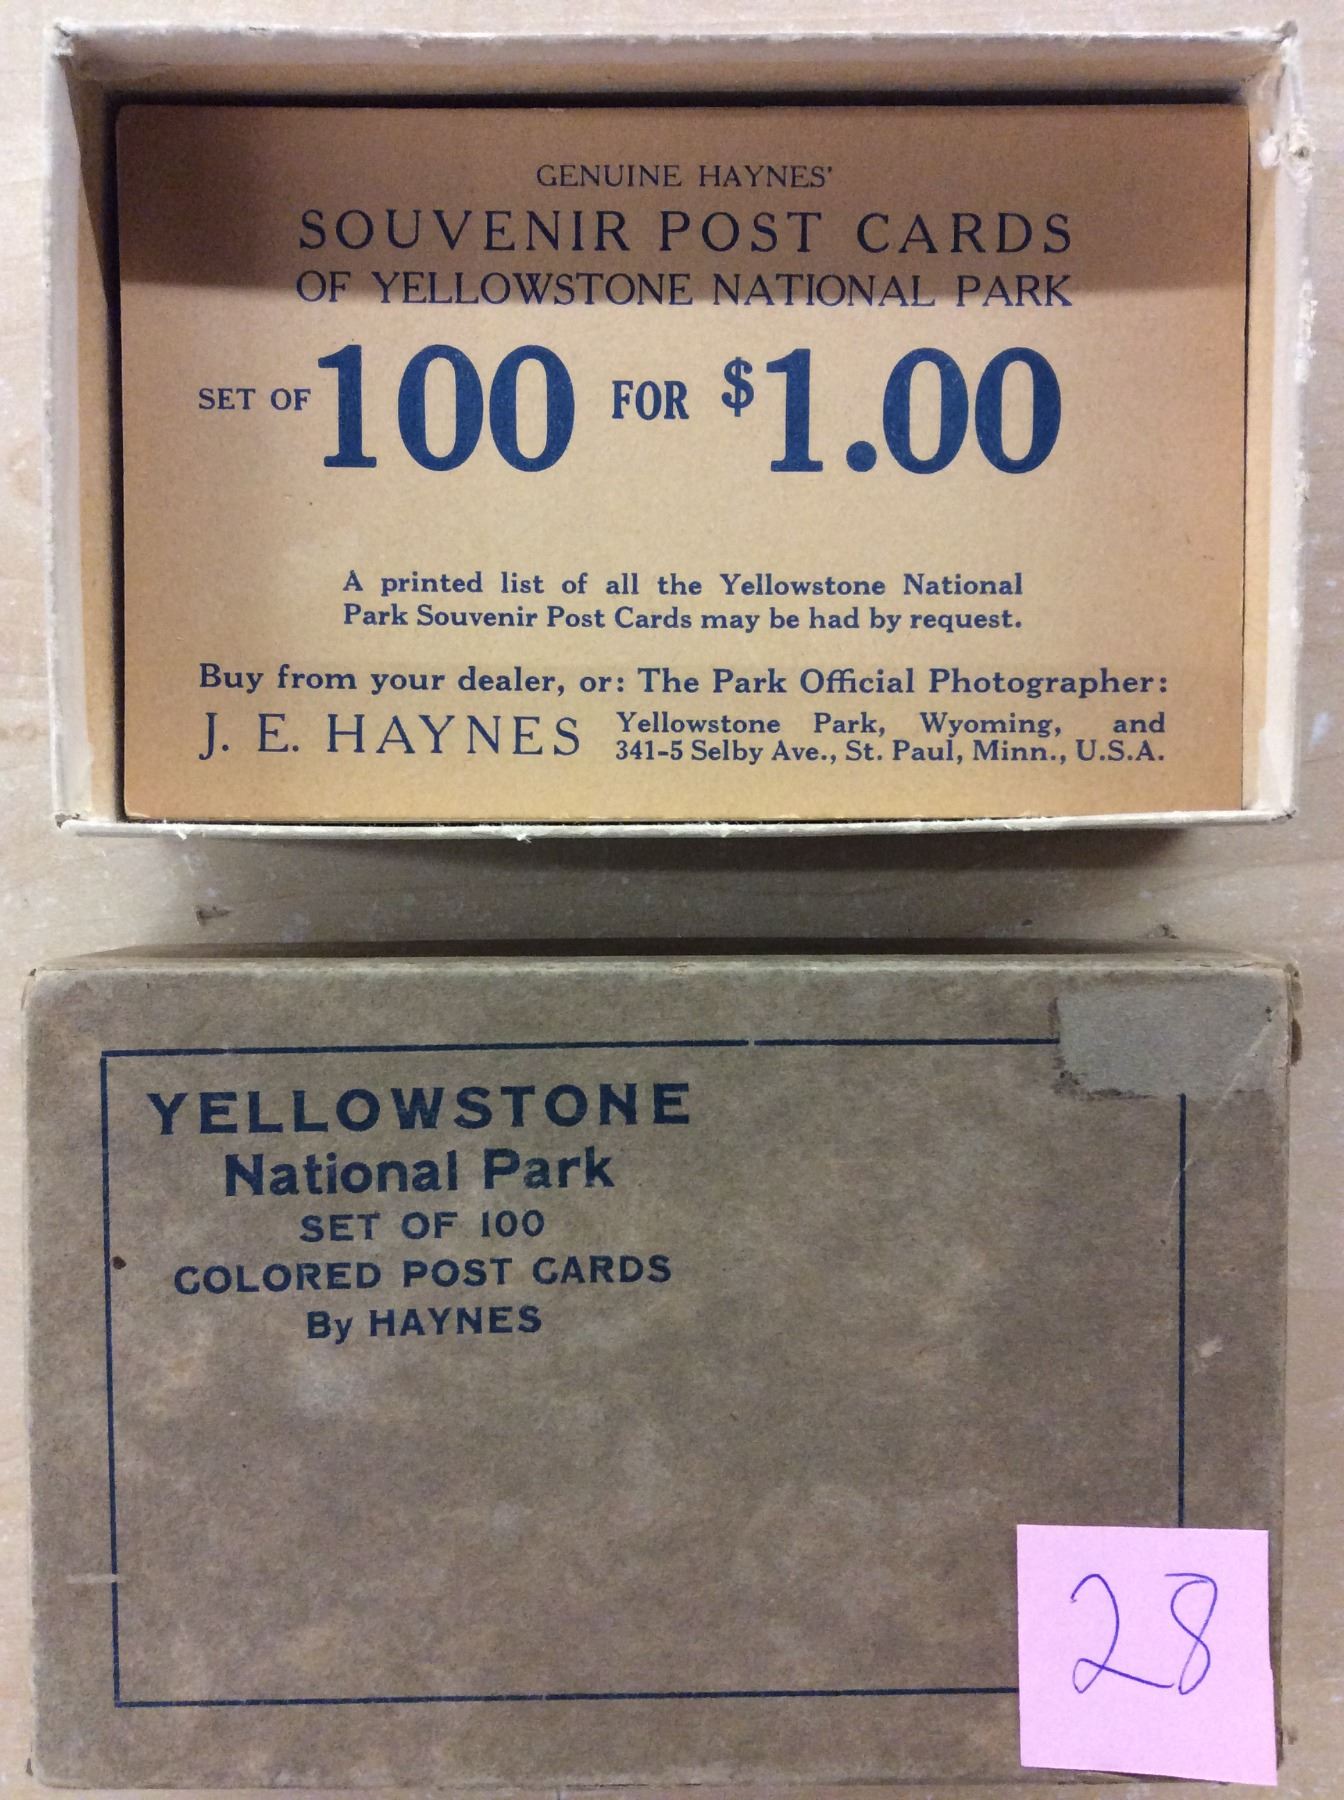 GENUINE HAYNES'
SOUVENIR POST CARDS
OF YELLOWSTONE NATIONAL PARK
SET OF 100 FOR $1.00
A printed list of all the Yellowstone National
Park Souvenir Post Cards may be had by request.
Buy from your dealer, or: The Park Official Photographer:
J. E. HAYNES
Yellowstone Park, Wyoming, and
341-5 Selby Ave., St. Paul, Minn., U.S.A.
YELLOWSTONE
National Park
SET OF 100
COLORED POST CARDS
By HAYNES
28